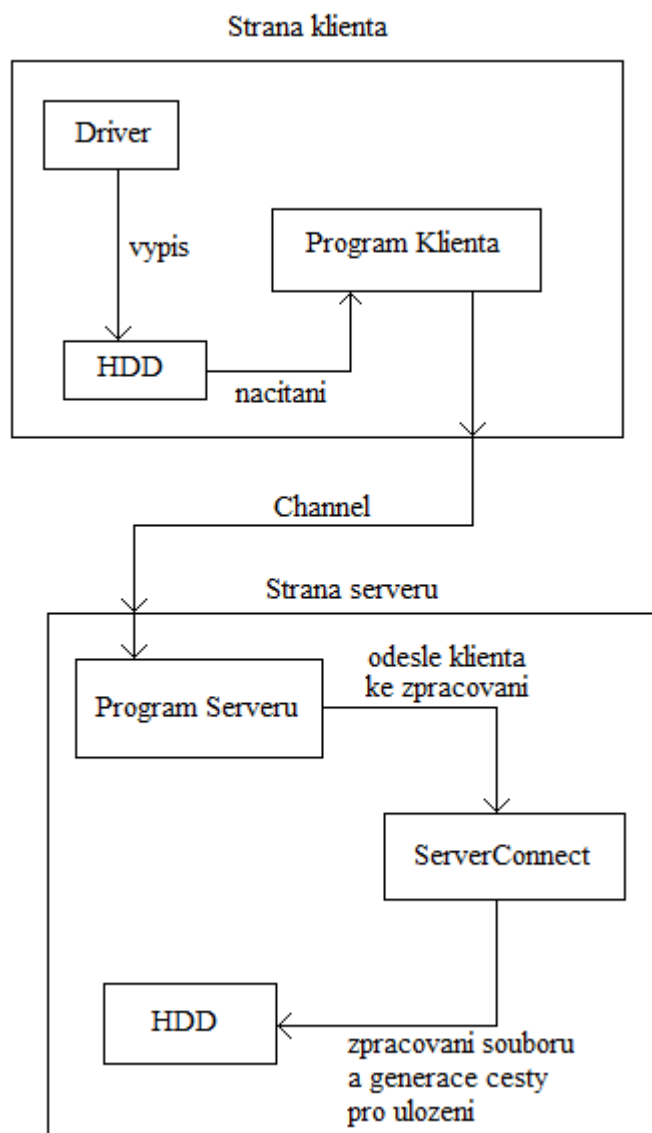 Strana klienta
Driver
vypis
Program Klienta
HDD
nacitani
Channel
Strana serveru
odesle klienta
ke zpracovani
Program Serveru
ServerConnect
HDD
zpracovani souboru
a generace cesty
pro ulozeni